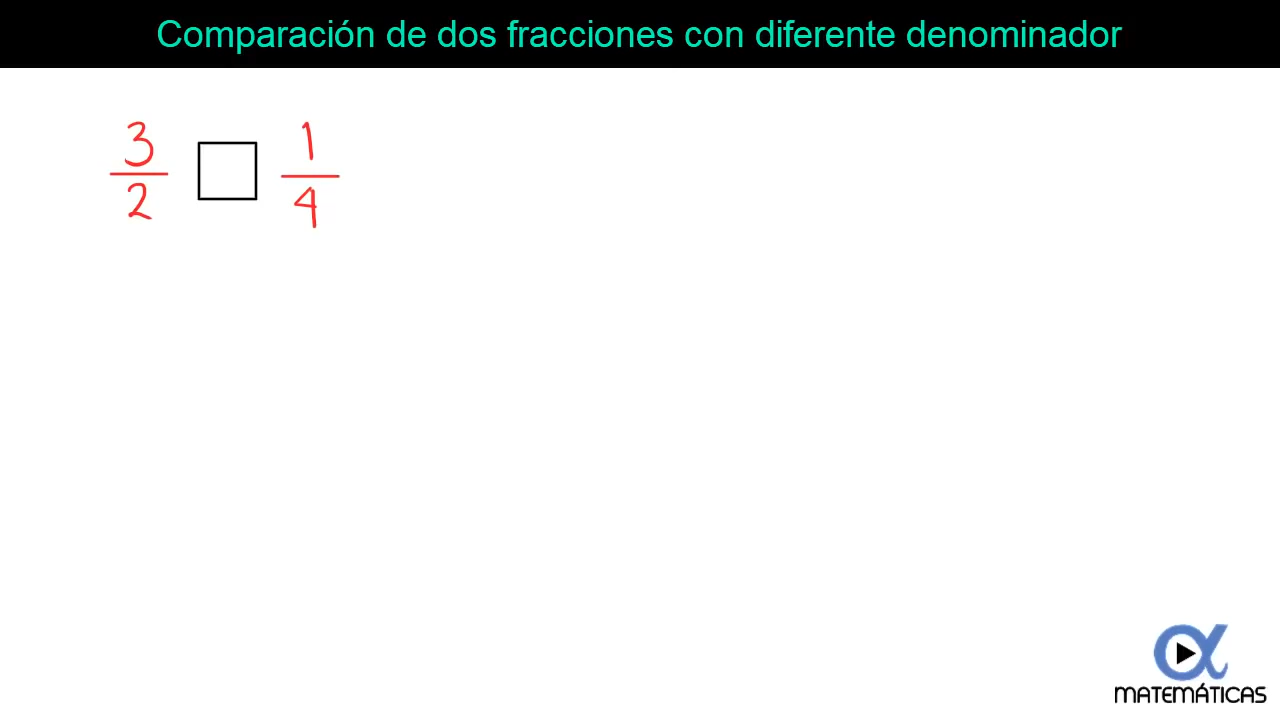 Comparación de dos fracciones con diferente denominador
3 1
2 4
MATEMÁTICAS